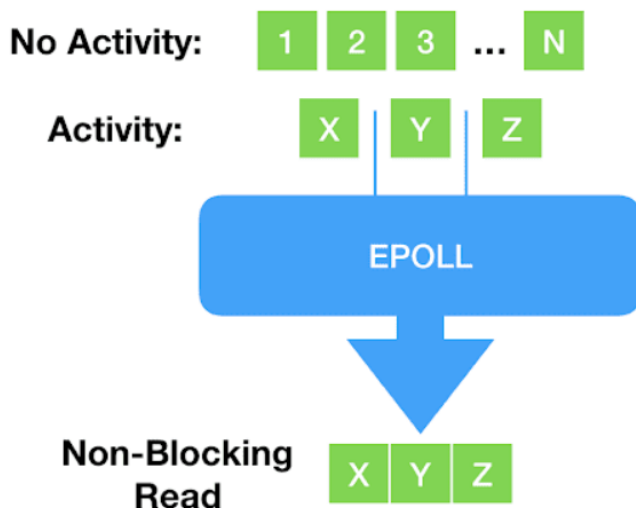 No Activity: 1 2 3 ... N
Activity: X Y Z
EPOLL
Non-Blocking
Read
X Y Z